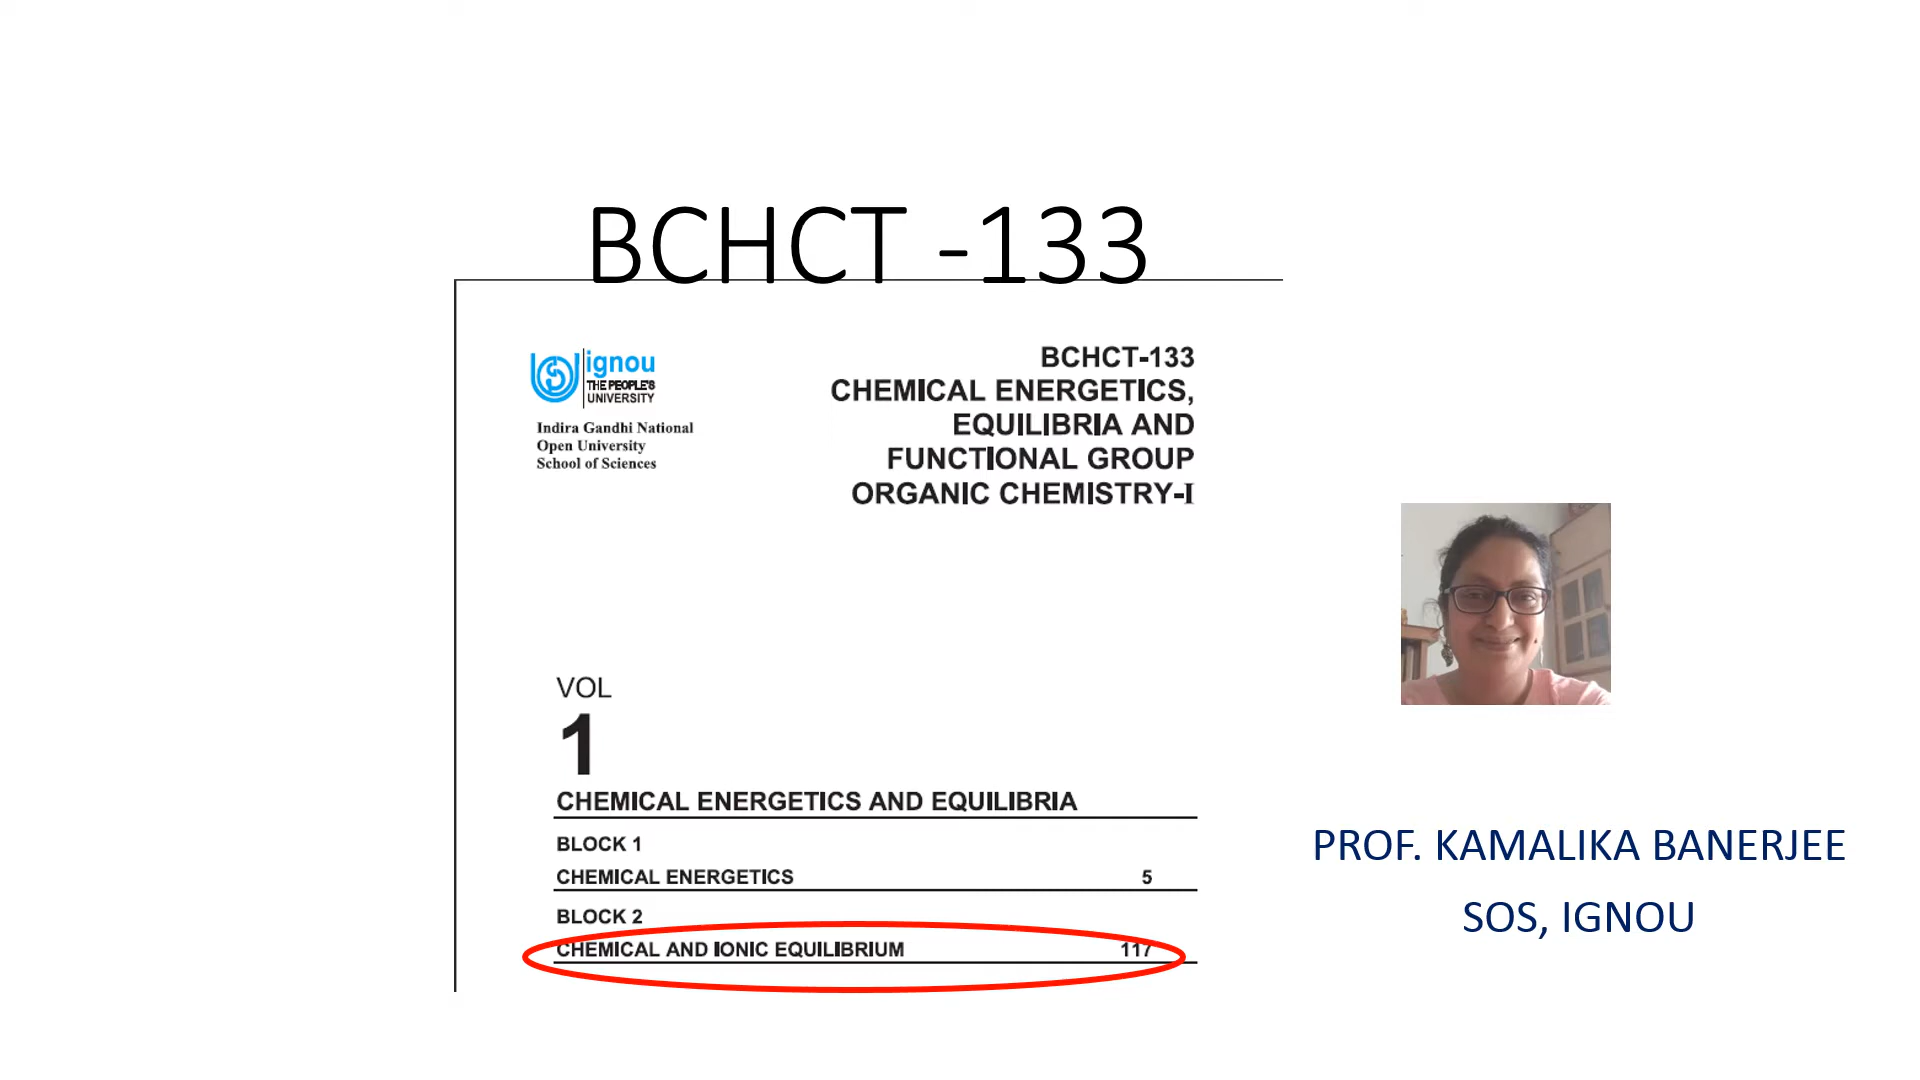 BCHCT -133
ignou
THE PEOPLE'S
UNIVERSITY
Indira Gandhi National
Open University
School of Sciences
BCHCT-133
CHEMICAL ENERGETICS,
EQUILIBRIA AND
FUNCTIONAL GROUP
ORGANIC CHEMISTRY-I
VOL
1
CHEMICAL ENERGETICS AND EQUILIBRIA
BLOCK 1
CHEMICAL ENERGETICS 5
BLOCK 2
CHEMICAL AND IONIC EQUILIBRIUM 117
PROF. KAMALIKA BANERJEE
SOS, IGNOU